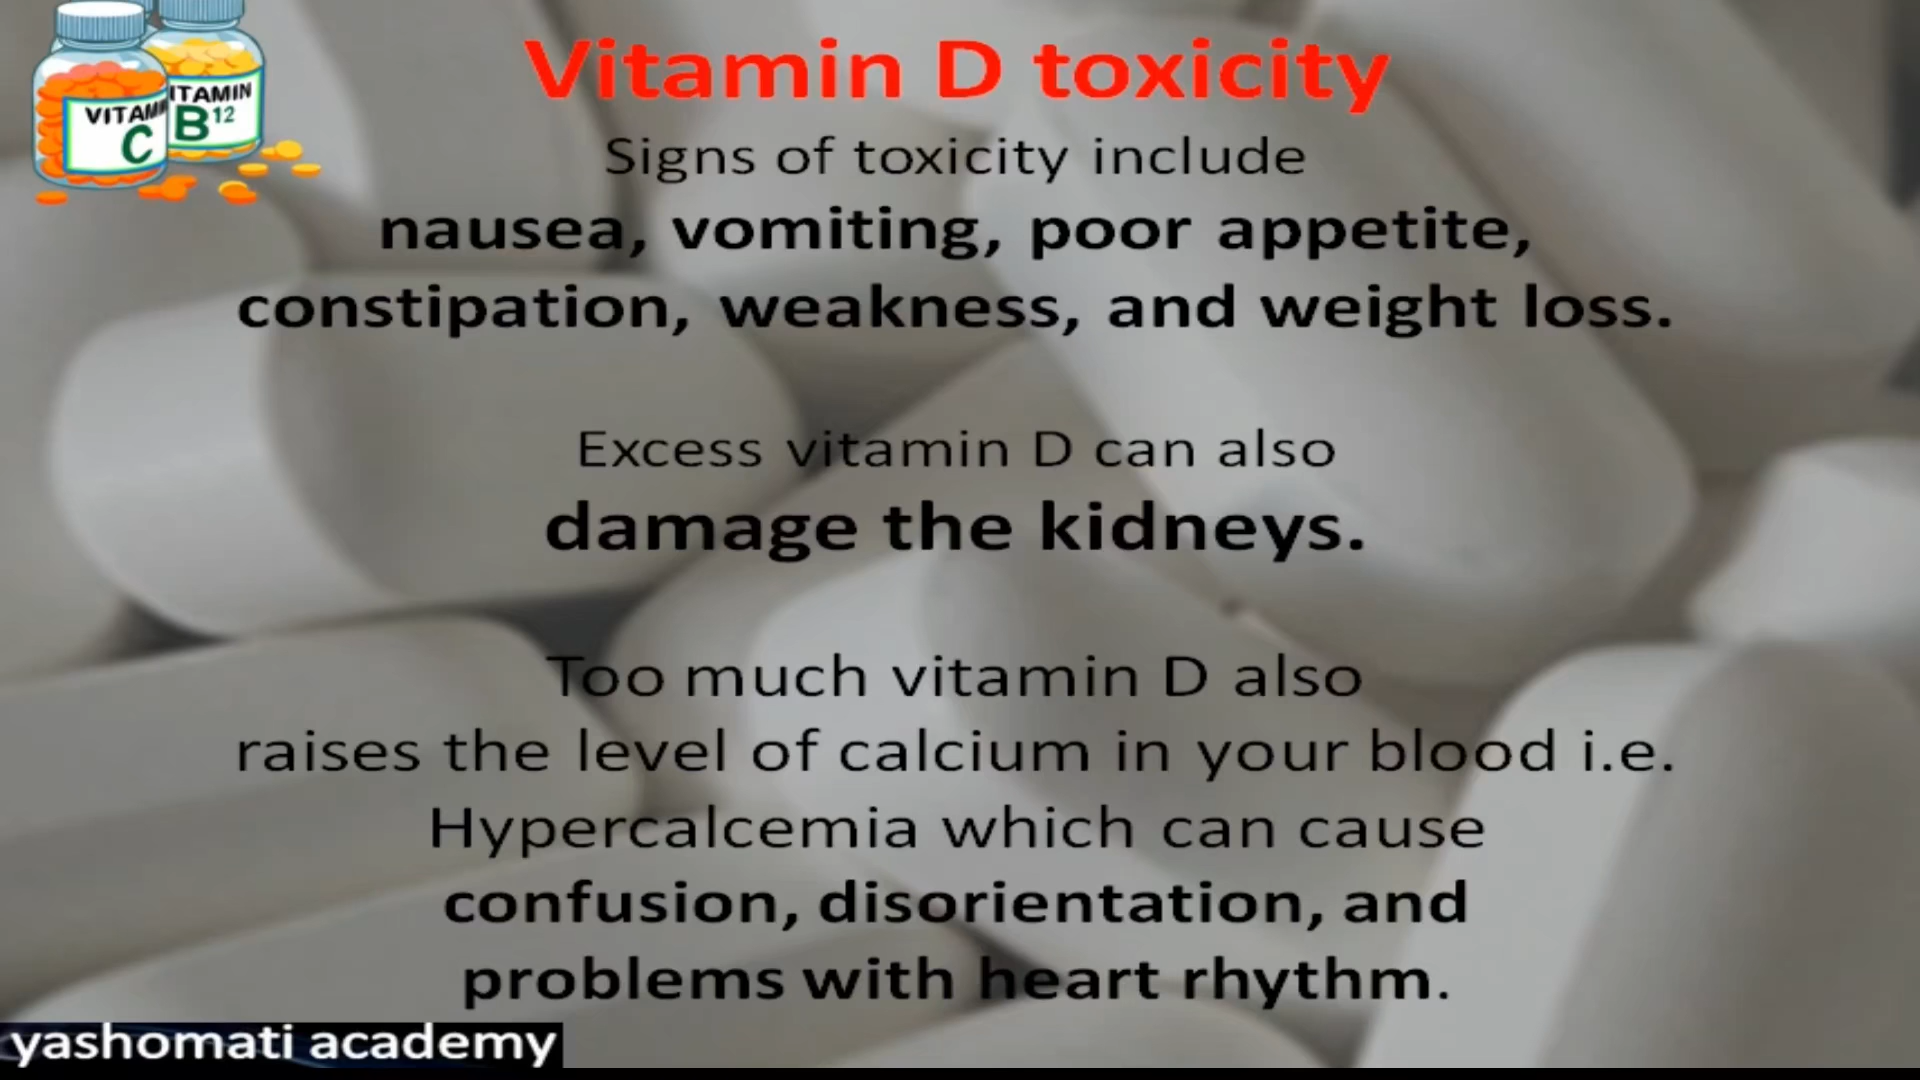 Vitamin D toxicity
VITAM
C
ITAMIN
B12
Signs of toxicity include
nausea, vomiting, poor appetite,
constipation, weakness, and weight loss.
Excess vitamin D can also
damage the kidneys.
Too much vitamin D also
raises the level of calcium in your blood i.e.
Hypercalcemia which can cause
confusion, disorientation, and
problems with heart rhythm.
yashomati academy